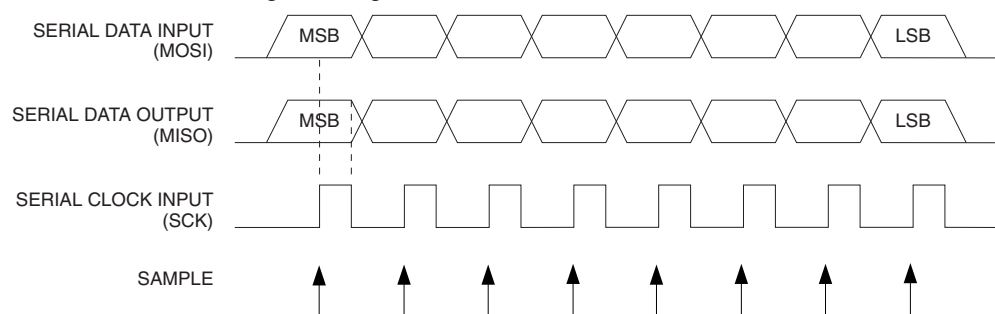 SERIAL DATA INPUT
(MOSI)
MSB
LSB
SERIAL DATA OUTPUT
(MISO)
MSB
LSB
SERIAL CLOCK INPUT
(SCK)
SAMPLE